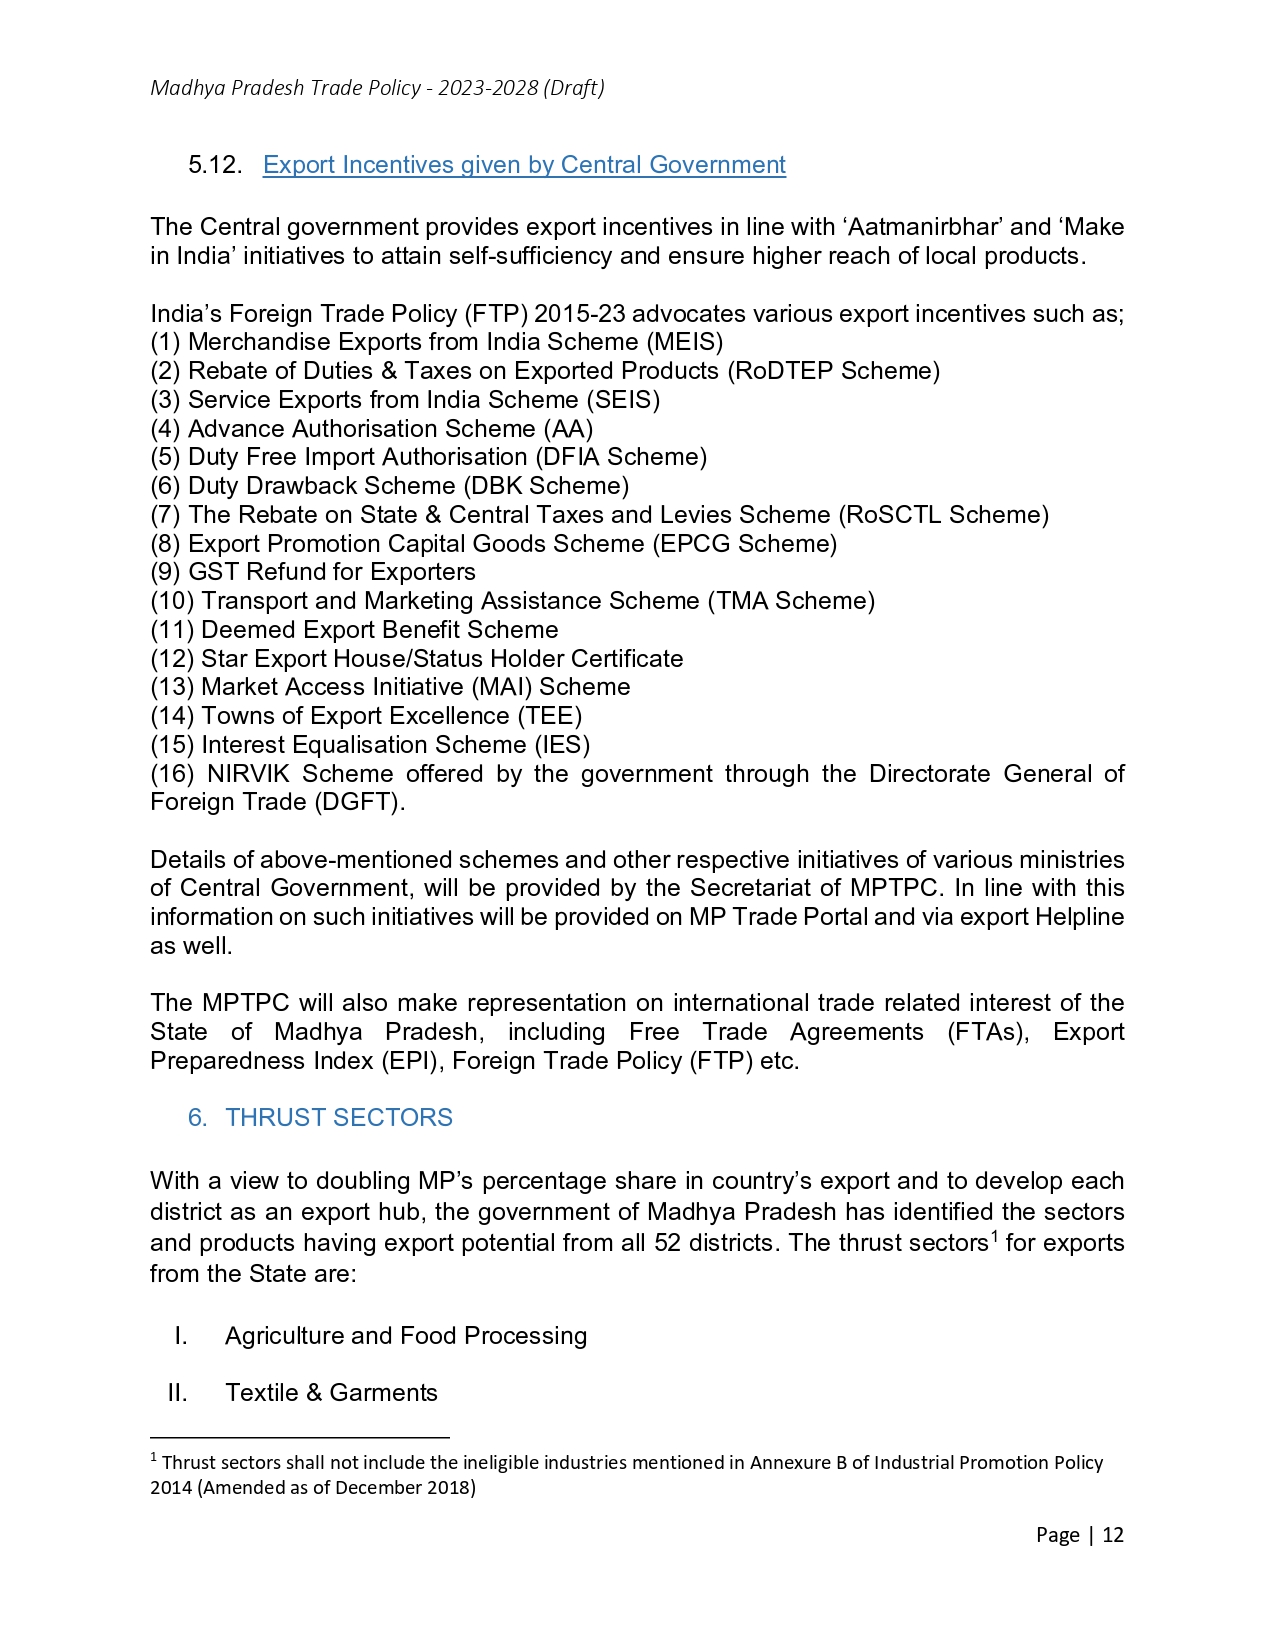 Madhya Pradesh Trade Policy - 2023-2028 (Draft)
5.12. Export Incentives given by Central Government
The Central government provides export incentives in line with ‘Aatmanirbhar’ and ‘Make
in India’ initiatives to attain self-sufficiency and ensure higher reach of local products.
India’s Foreign Trade Policy (FTP) 2015-23 advocates various export incentives such as;
(1) Merchandise Exports from India Scheme (MEIS)
(2) Rebate of Duties & Taxes on Exported Products (RoDTEP Scheme)
(3) Service Exports from India Scheme (SEIS)
(4) Advance Authorisation Scheme (AA)
(5) Duty Free Import Authorisation (DFIA Scheme)
(6) Duty Drawback Scheme (DBK Scheme)
(7) The Rebate on State & Central Taxes and Levies Scheme (RoSCTL Scheme)
(8) Export Promotion Capital Goods Scheme (EPCG Scheme)
(9) GST Refund for Exporters
(10) Transport and Marketing Assistance Scheme (TMA Scheme)
(11) Deemed Export Benefit Scheme
(12) Star Export House/Status Holder Certificate
(13) Market Access Initiative (MAI) Scheme
(14) Towns of Export Excellence (TEE)
(15) Interest Equalisation Scheme (IES)
(16) NIRVIK Scheme offered by the government through the Directorate General of
Foreign Trade (DGFT).
Details of above-mentioned schemes and other respective initiatives of various ministries
of Central Government, will be provided by the Secretariat of MPTPC. In line with this
information on such initiatives will be provided on MP Trade Portal and via export Helpline
as well.
The MPTPC will also make representation on international trade related interest of the
State of Madhya Pradesh, including Free Trade Agreements (FTAs), Export
Preparedness Index (EPI), Foreign Trade Policy (FTP) etc.
6. THRUST SECTORS
With a view to doubling MP’s percentage share in country’s export and to develop each
district as an export hub, the government of Madhya Pradesh has identified the sectors
and products having export potential from all 52 districts. The thrust sectors1 for exports
from the State are:
I. Agriculture and Food Processing
II. Textile & Garments
1 Thrust sectors shall not include the ineligible industries mentioned in Annexure B of Industrial Promotion Policy
2014 (Amended as of December 2018)
Page | 12